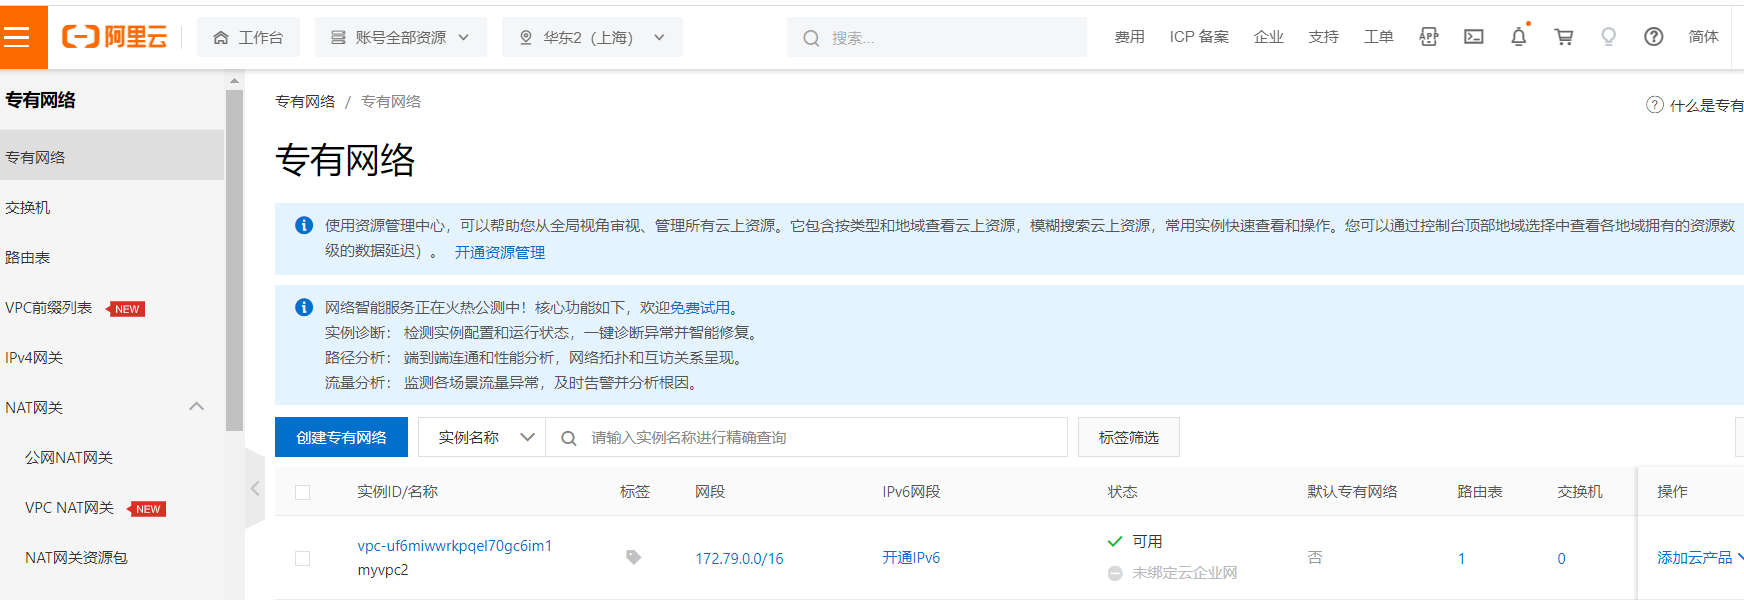 阿里云
工作台
账号全部资源
华东2（上海）
搜索...
费用
ICP 备案
企业
支持
工单
简体
专有网络
专有网络
交换机
路由表
VPC前缀列表 NEW
IPv4网关
NAT网关
公网NAT网关
VPC NAT网关 NEW
NAT网关资源包
专有网络 / 专有网络
什么是专有
专有网络
使用资源管理中心，可以帮助您从全局视角审视、管理所有云上资源。它包含按类型和地域查看云上资源，模糊搜索云上资源，常用实例快速查看和操作。您可以通过控制台顶部地域选择中查看各地域拥有的资源数
级的数据延迟）。 开通资源管理
网络智能服务正在火热公测中！核心功能如下，欢迎免费试用。
实例诊断： 检测实例配置和运行状态，一键诊断异常并智能修复。
路径分析： 端到端连通和性能分析，网络拓扑和互访关系呈现。
流量分析： 监测各场景流量异常，及时告警并分析根因。
创建专有网络
实例名称
请输入实例名称进行精确查询
标签筛选
实例ID/名称 标签 网段 IPv6网段 状态 默认专有网络 路由表 交换机 操作
vpc-uf6miwwrkpqel70gc6im1
myvpc2
172.79.0.0/16
开通IPv6
可用
未绑定云企业网
否
1
0
添加云产品